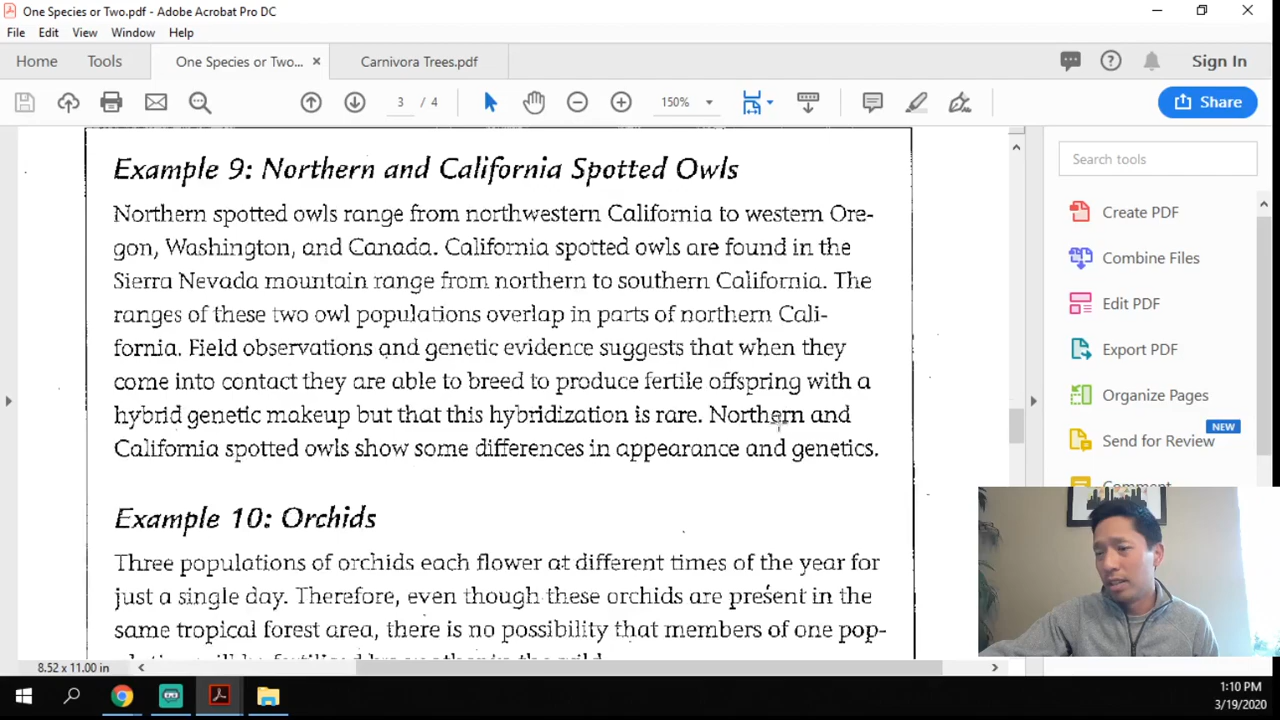 One Species or Two.pdf - Adobe Acrobat Pro DC
File Edit View Window Help
Home Tools One Species or Two... × Carnivora Trees.pdf Sign In
3 / 4 150% Share
Example 9: Northern and California Spotted Owls
Northern spotted owls range from northwestern California to western Ore-
gon, Washington, and Canada. California spotted owls are found in the
Sierra Nevada mountain range from northern to southern California. The
ranges of these two owl populations overlap in parts of northern Cali-
fornia. Field observations and genetic evidence suggests that when they
come into contact they are able to breed to produce fertile offspring with a
hybrid genetic makeup but that this hybridization is rare. Northern and
California spotted owls show some differences in appearance and genetics.
Example 10: Orchids
Three populations of orchids each flower at different times of the year for
just a single day. Therefore, even though these orchids are present in the
same tropical forest area, there is no possibility that members of one pop-
8.52 x 11.00 in
Search tools
Create PDF
Combine Files
Edit PDF
Export PDF
Organize Pages
NEW
Send for Review
Comment
1:10 PM
3/19/2020